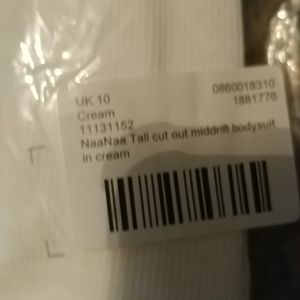 UK 10 0860018310
Cream 1881776
11131152
NaaNaa Tall cut out middrift bodysuit
in cream